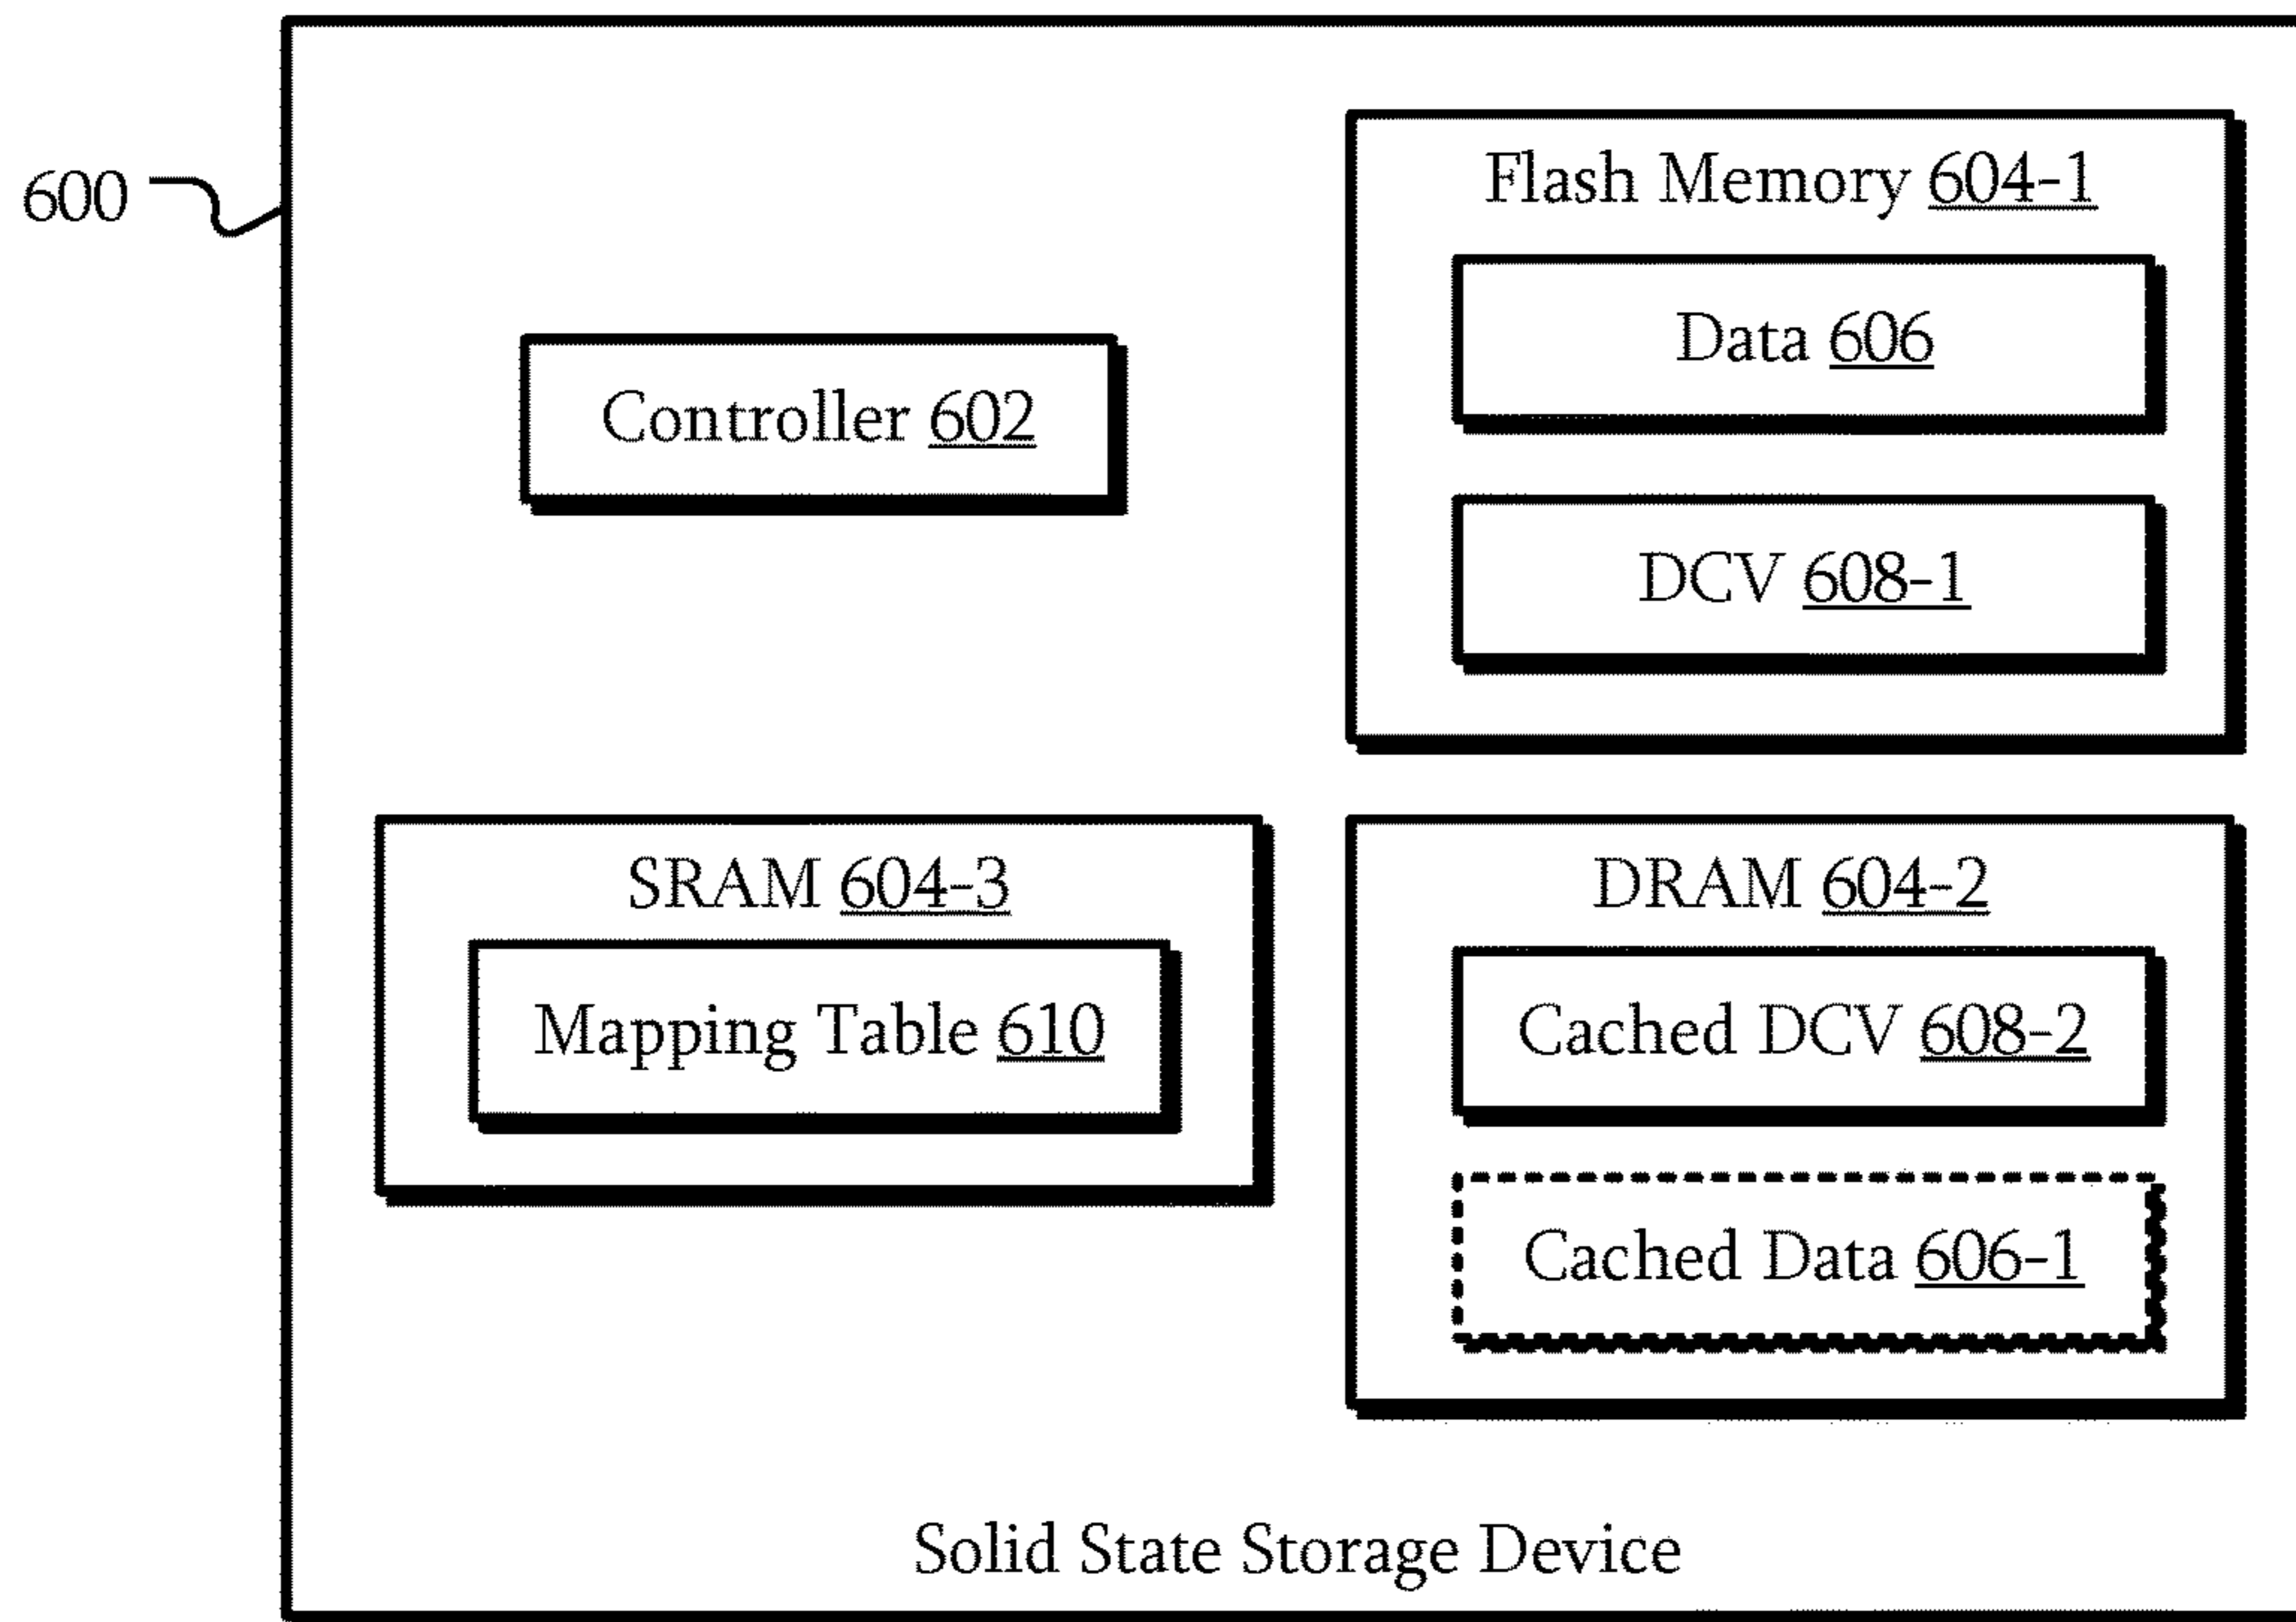 600
Flash Memory 604-1
Data 606
Controller 602
DCV 608-1
SRAM 604-3
Mapping Table 610
DRAM 604-2
Cached DCV 608-2
Cached Data 606-1
Solid State Storage Device